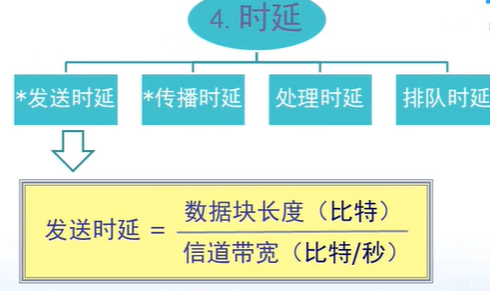 4. 时延
*发送时延 *传播时延 处理时延 排队时延
发送时延 = 数据块长度（比特）
信道带宽（比特/秒）